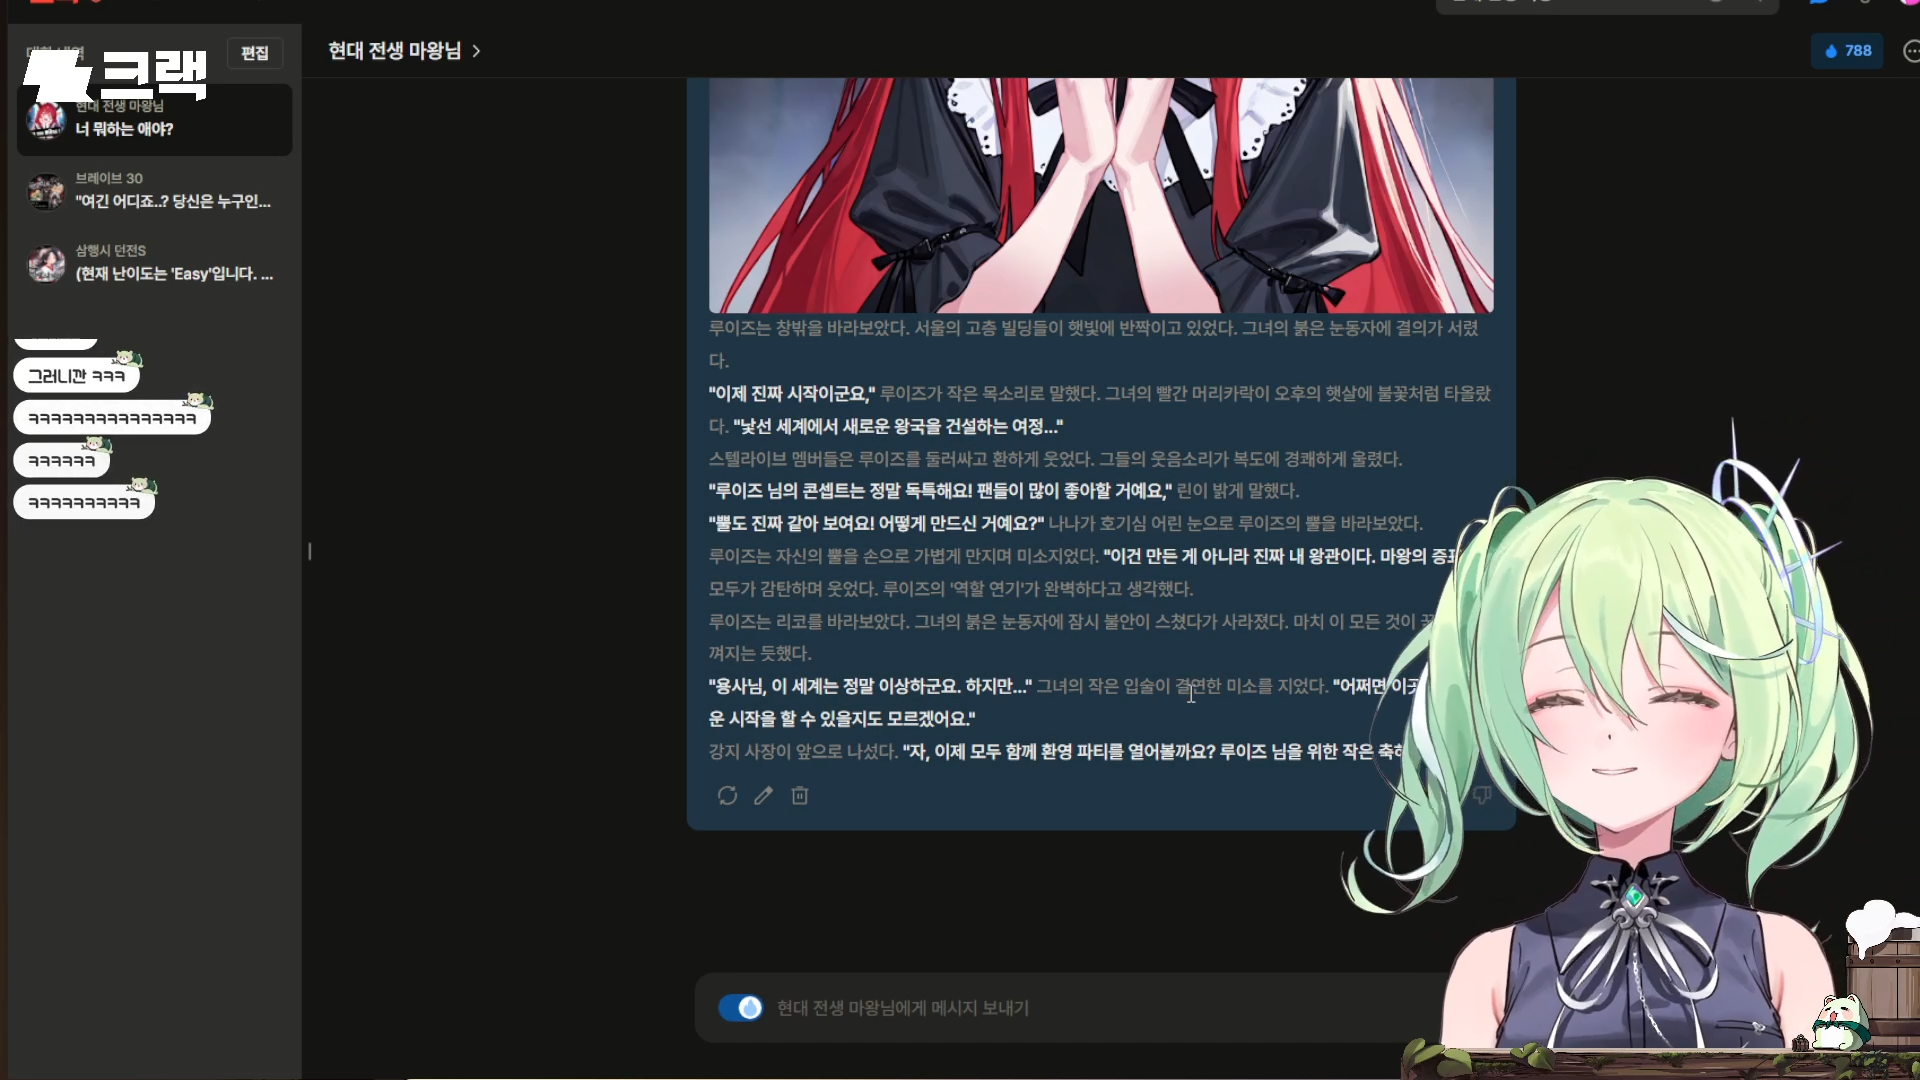 크랙
편집
현대 전생 마왕님
너 뭐하는 애야?
브레이브 30
"여긴 어디죠..? 당신은 누구인...
삼행시 던전S
(현재 난이도는 'Easy'입니다. ...
그러니깐 ㅋㅋㅋ
ㅋㅋㅋㅋㅋㅋㅋㅋㅋㅋㅋㅋㅋㅋㅋ
ㅋㅋㅋㅋㅋㅋ
ㅋㅋㅋㅋㅋㅋㅋㅋㅋㅋ
현대 전생 마왕님
788
루이즈는 창밖을 바라보았다. 서울의 고층 빌딩들이 햇빛에 반짝이고 있었다. 그녀의 붉은 눈동자에 결의가 서렸
다.
"이제 진짜 시작이군요," 루이즈가 작은 목소리로 말했다. 그녀의 빨간 머리카락이 오후의 햇살에 불꽃처럼 타올랐
다. "낯선 세계에서 새로운 왕국을 건설하는 여정..."
스텔라이브 멤버들은 루이즈를 둘러싸고 환하게 웃었다. 그들의 웃음소리가 복도에 경쾌하게 울렸다.
"루이즈 님의 콘셉트는 정말 독특해요! 팬들이 많이 좋아할 거예요," 린이 밝게 말했다.
"뿔도 진짜 같아 보여요! 어떻게 만드신 거예요?" 나나가 호기심 어린 눈으로 루이즈의 뿔을 바라보았다.
루이즈는 자신의 뿔을 손으로 가볍게 만지며 미소지었다. "이건 만든 게 아니라 진짜 내 왕관이다. 마왕의
모두가 감탄하며 웃었다. 루이즈의 '역할 연기'가 완벽하다고 생각했다.
루이즈는 리코를 바라보았다. 그녀의 붉은 눈동자에 잠시 불안이 스쳤다가 사라졌다. 마치 이 모든 것이
껴지는 듯했다.
"용사님, 이 세계는 정말 이상하군요. 하지만..." 그녀의 작은 입술이 결연한 미소를 지었다. "어쩌면
운 시작을 할 수 있을지도 모르겠어요."
강지 사장이 앞으로 나섰다. "자, 이제 모두 함께 환영 파티를 열어볼까요? 루이즈 님을 위한 작은
현대 전생 마왕님에게 메시지 보내기